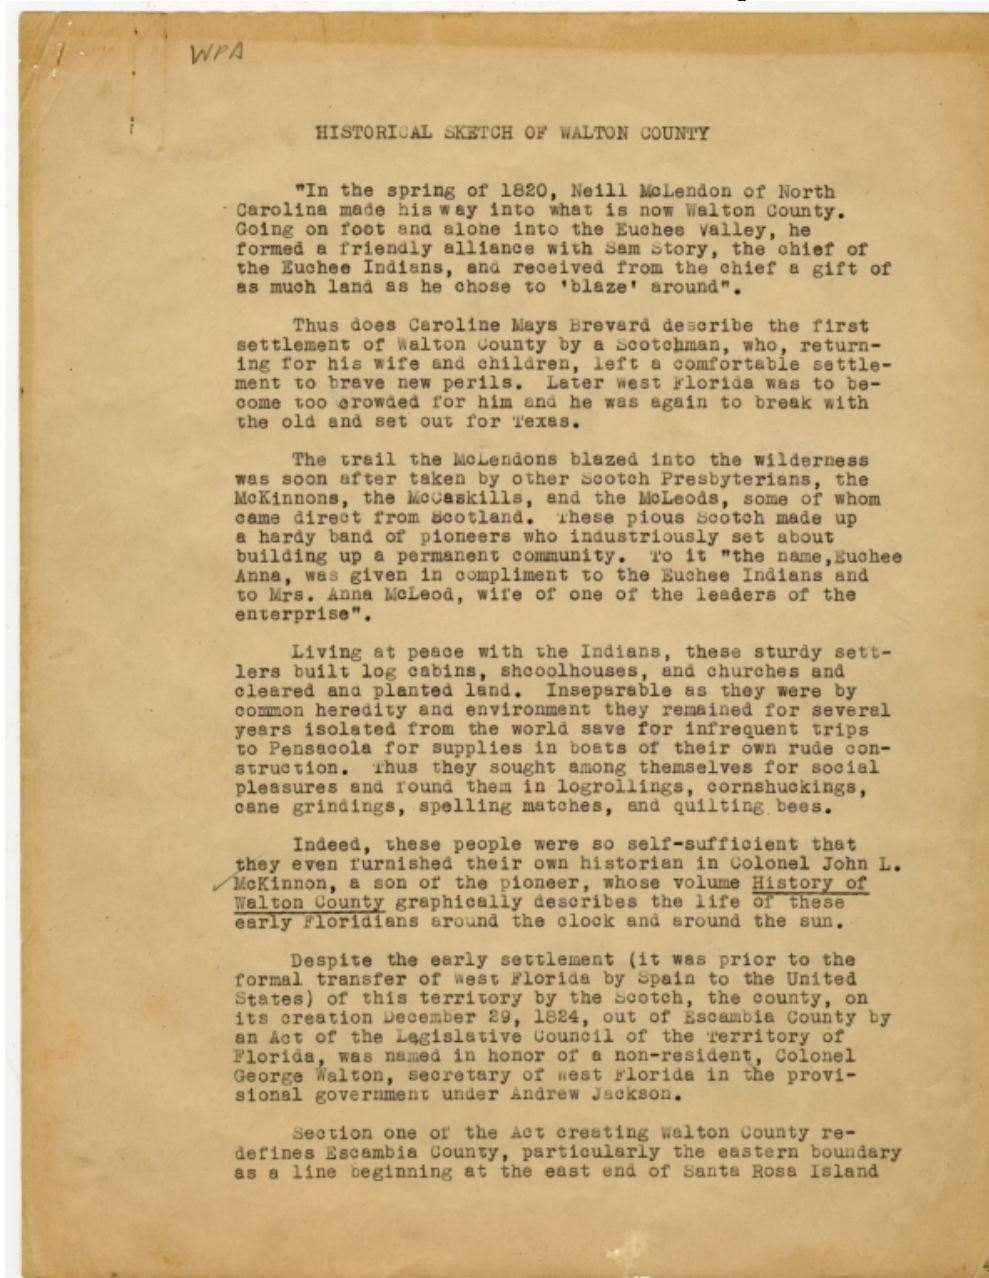 WPA
HISTORICAL SKETCH OF WALTON COUNTY
"In the spring of 1820, Neill McLendon of North
Carolina made his way into what is now Walton County.
Going on foot and alone into the Euchee Valley, he
formed a friendly alliance with Sam Story, the chief of
the Euchee Indians, and received from the chief a gift of
as much land as he chose to 'blaze' around".
Thus does Caroline Mays Brevard describe the first
settlement of Walton County by a Scotchman, who, return-
ing for his wife and children, left a comfortable settle-
ment to brave new perils. Later West Florida was to be-
come too crowded for him and he was again to break with
the old and set out for Texas.
The trail the McLendons blazed into the wilderness
was soon after taken by other Scotch Presbyterians, the
McKinnons, the McCaskills, and the McLeods, some of whom
came direct from Scotland. These pious Scotch made up
a hardy band of pioneers who industriously set about
building up a permanent community. To it "the name,Euchee
Anna, was given in compliment to the Euchee Indians and
to Mrs. Anna McLeod, wife of one of the leaders of the
enterprise".
Living at peace with the Indians, these sturdy sett-
lers built log cabins, shcoolhouses, and churches and
cleared and planted land. Inseparable as they were by
common heredity and environment they remained for several
years isolated from the world save for infrequent trips
to Pensacola for supplies in boats of their own rude con-
struction. Thus they sought among themselves for social
pleasures and found them in logrollings, cornshuckings,
cane grindings, spelling matches, and quilting bees.
Indeed, these people were so self-sufficient that
they even furnished their own historian in Colonel John L.
McKinnon, a son of the pioneer, whose volume History of
Walton County graphically describes the life of these
early Floridians around the clock and around the sun.
Despite the early settlement (it was prior to the
formal transfer of West Florida by Spain to the United
States) of this territory by the Scotch, the county, on
its creation December 29, 1824, out of Escambia County by
an Act of the Legislative Council of the Territory of
Florida, was named in honor of a non-resident, Colonel
George Walton, secretary of West Florida in the provi-
sional government under Andrew Jackson.
Section one of the Act creating Walton County re-
defines Escambia County, particularly the eastern boundary
as a line beginning at the east end of Santa Rosa Island